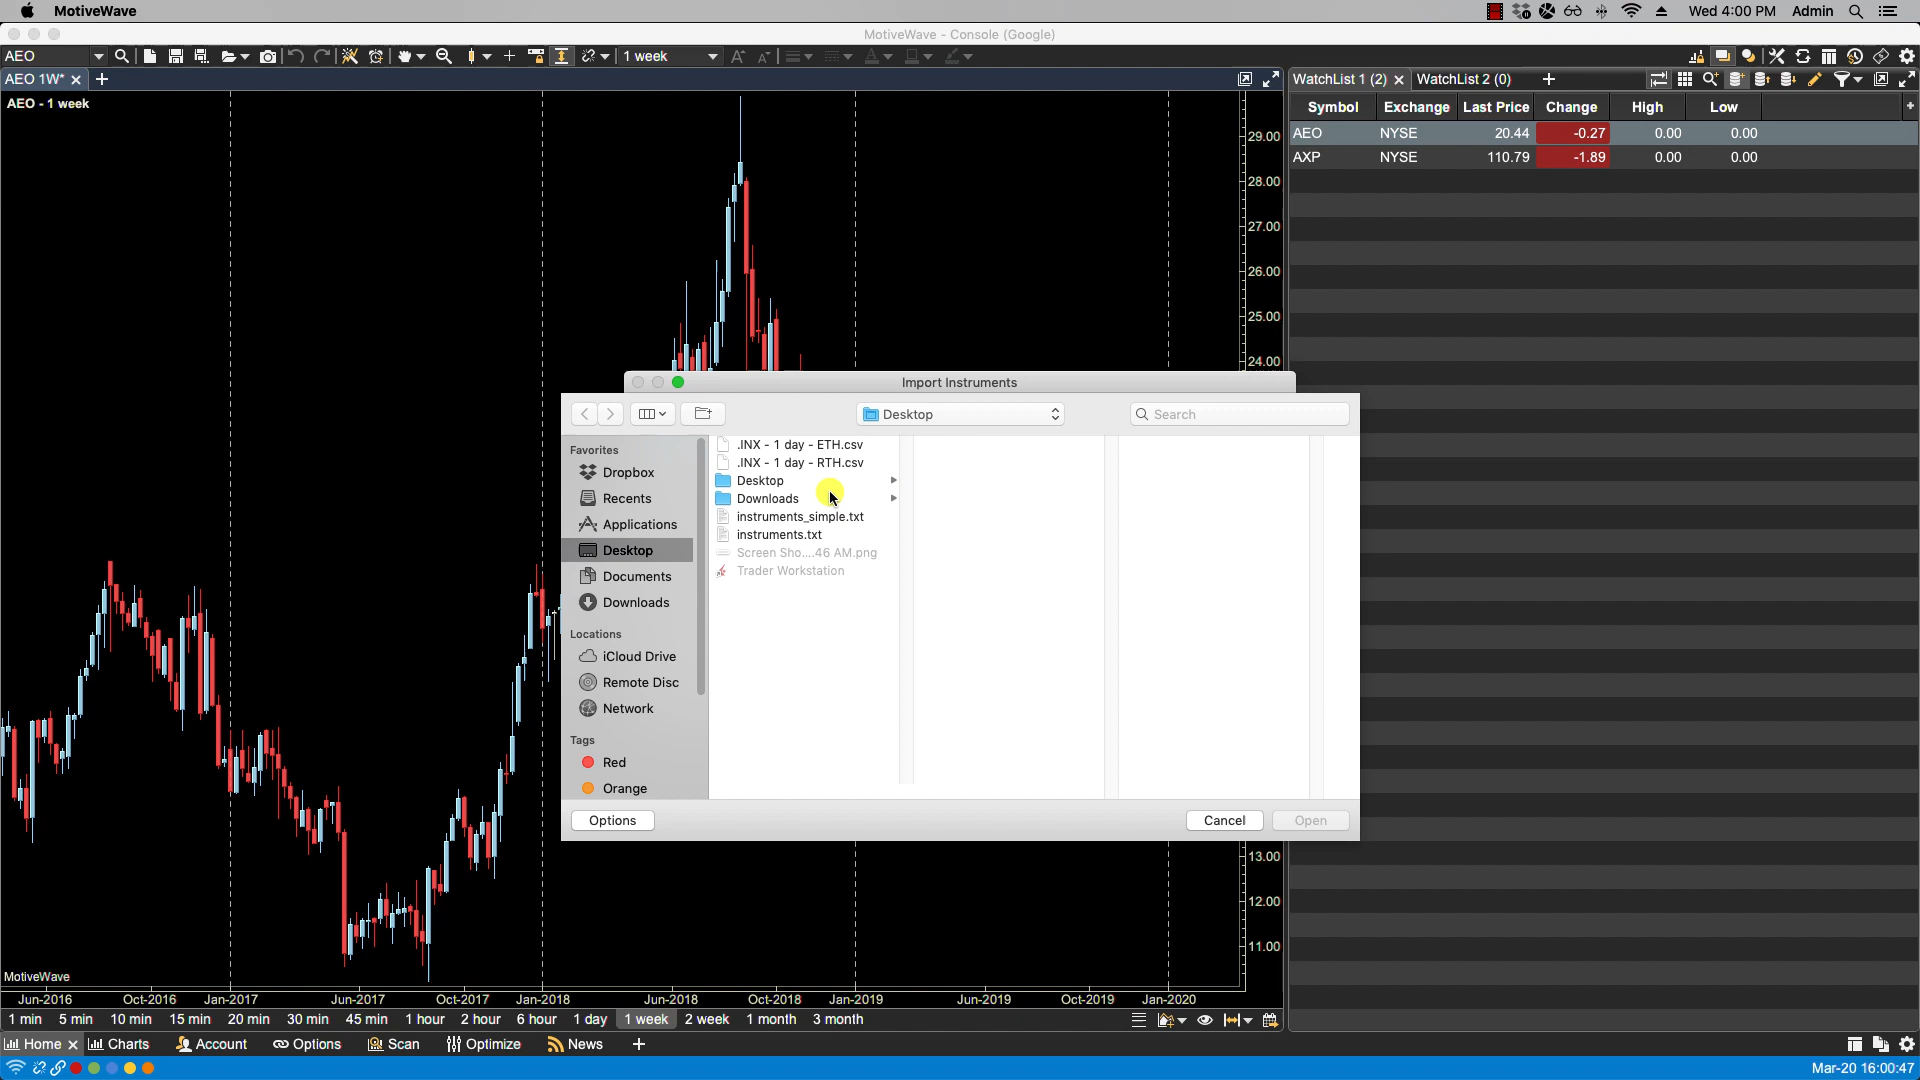 MotiveWave
Wed 4:00 PM Admin
MotiveWave - Console (Google)
AEO
1 week
AEO 1W*
WatchList 1 (2)
WatchList 2 (0)
AEO - 1 week
Symbol Exchange Last Price Change High Low
AEO NYSE 20.44 -0.27 0.00 0.00
AXP NYSE 110.79 -1.89 0.00 0.00
29.00
28.00
27.00
26.00
25.00
24.00
Import Instruments
Desktop
Search
Favorites
Dropbox
Recents
Applications
Desktop
Documents
Downloads
Locations
iCloud Drive
Remote Disc
Network
Tags
Red
Orange
.INX - 1 day - ETH.csv
.INX - 1 day - RTH.csv
Desktop
Downloads
instruments_simple.txt
instruments.txt
Screen Sho....46 AM.png
Trader Workstation
Options
Cancel
Open
13.00
12.00
11.00
MotiveWave
Jun-2016 Oct-2016 Jan-2017 Jun-2017 Oct-2017 Jan-2018 Jun-2018 Oct-2018 Jan-2019 Jun-2019 Oct-2019 Jan-2020
1 min 5 min 10 min 15 min 20 min 30 min 45 min 1 hour 2 hour 6 hour 1 day 1 week 2 week 1 month 3 month
Home Charts Account Options Scan Optimize News
Mar-20 16:00:47